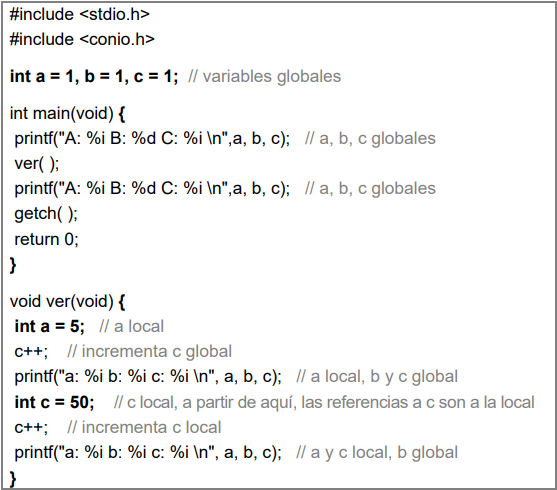 #include <stdio.h>
#include <conio.h>
int a = 1, b = 1, c = 1;  // variables globales
int main(void) {
printf("A: %i B: %d C: %i \n",a, b, c);   // a, b, c globales
ver( );
printf("A: %i B: %d C: %i \n",a, b, c);   // a, b, c globales
getch( );
return 0;
}
void ver(void) {
int a = 5;   // a local
c++;    // incrementa c global
printf("a: %i b: %i c: %i \n", a, b, c);   // a local, b y c global
int c = 50;    // c local, a partir de aquí, las referencias a c son a la local
c++;    // incrementa c local
printf("a: %i b: %i c: %i \n", a, b, c);   // a y c local, b global
}